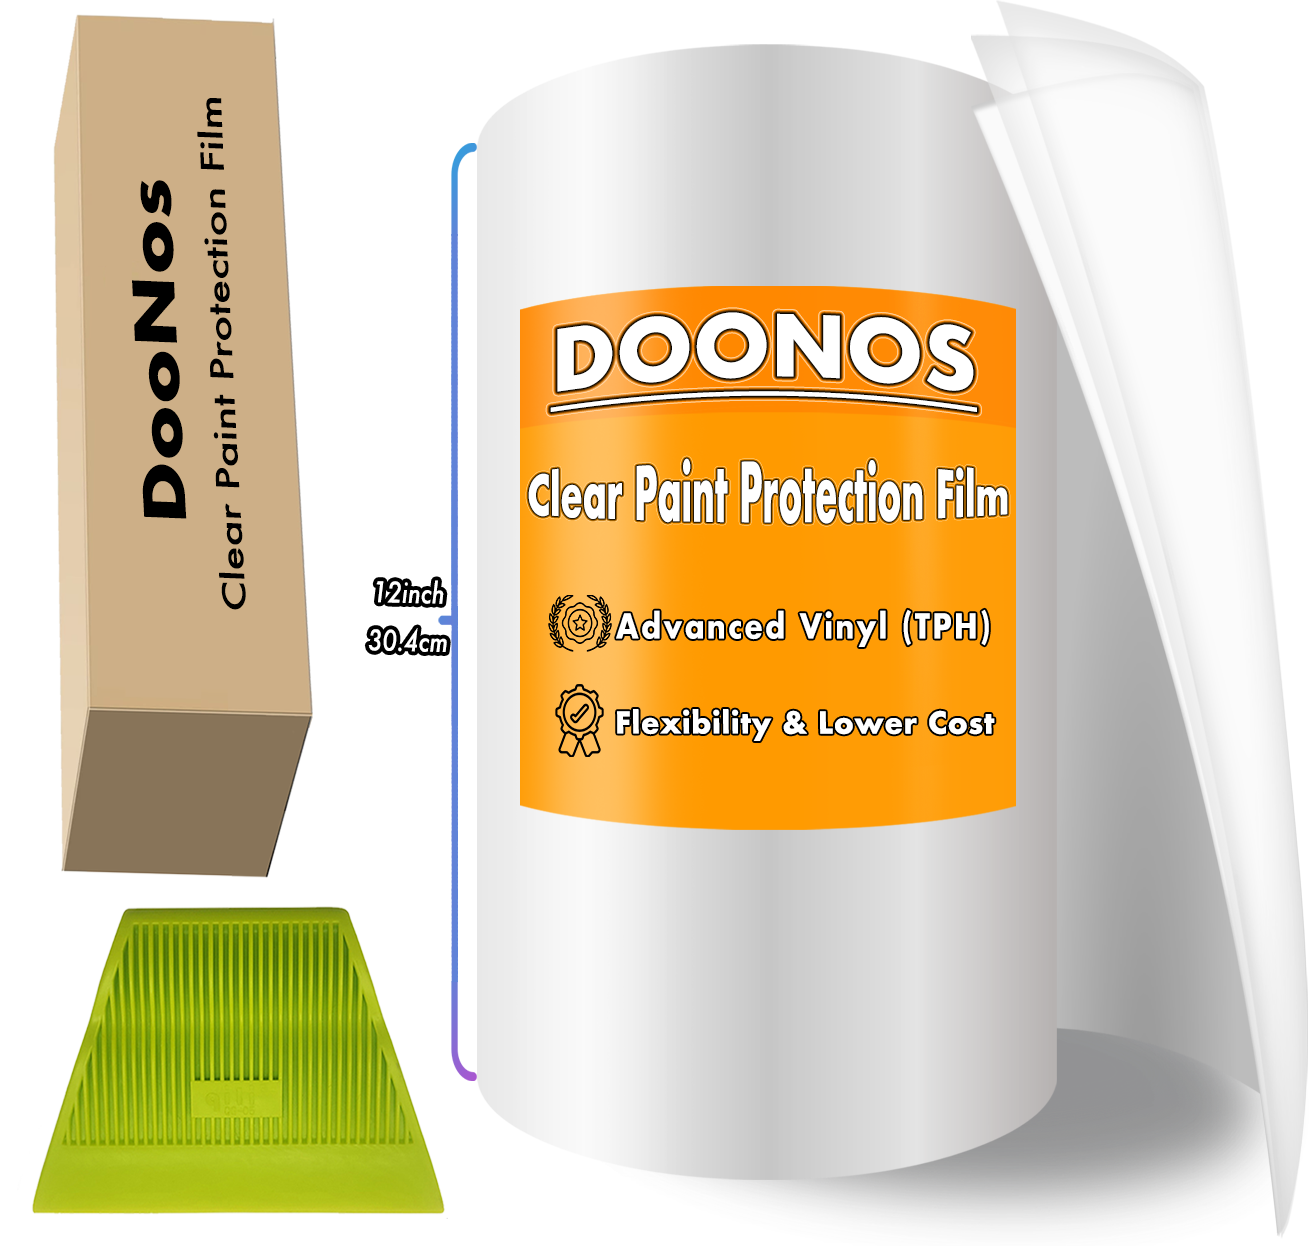 DooNos
Clear Paint Protection Film
12inch
30.4cm
DOONOS
Clear Paint Protection Film
Advanced Vinyl (TPH)
Flexibility & Lower Cost